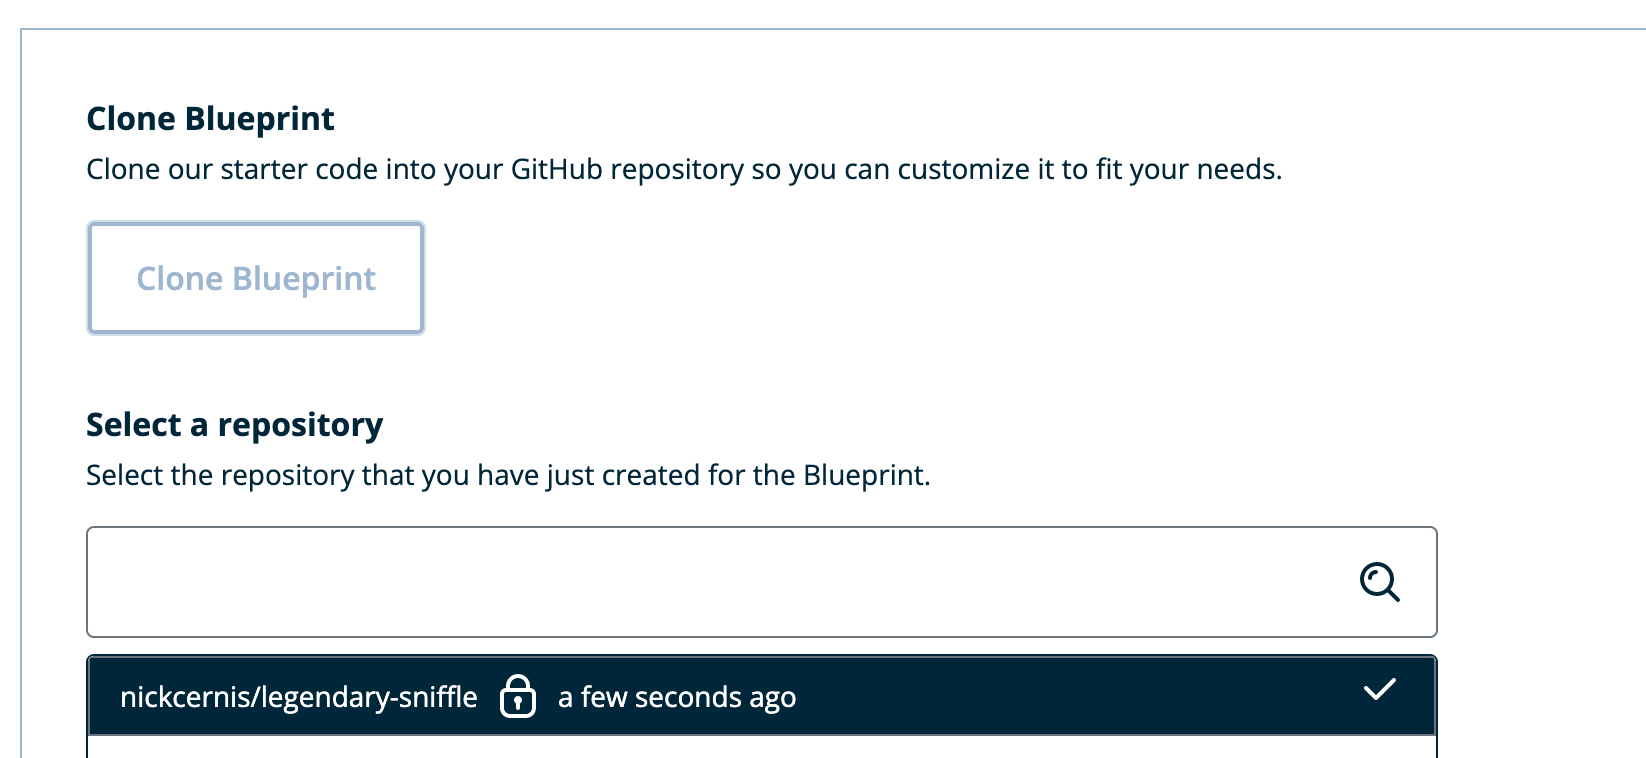 Clone Blueprint
Clone our starter code into your GitHub repository so you can customize it to fit your needs.
Clone Blueprint
Select a repository
Select the repository that you have just created for the Blueprint.
nickcernis/legendary-sniffle a few seconds ago